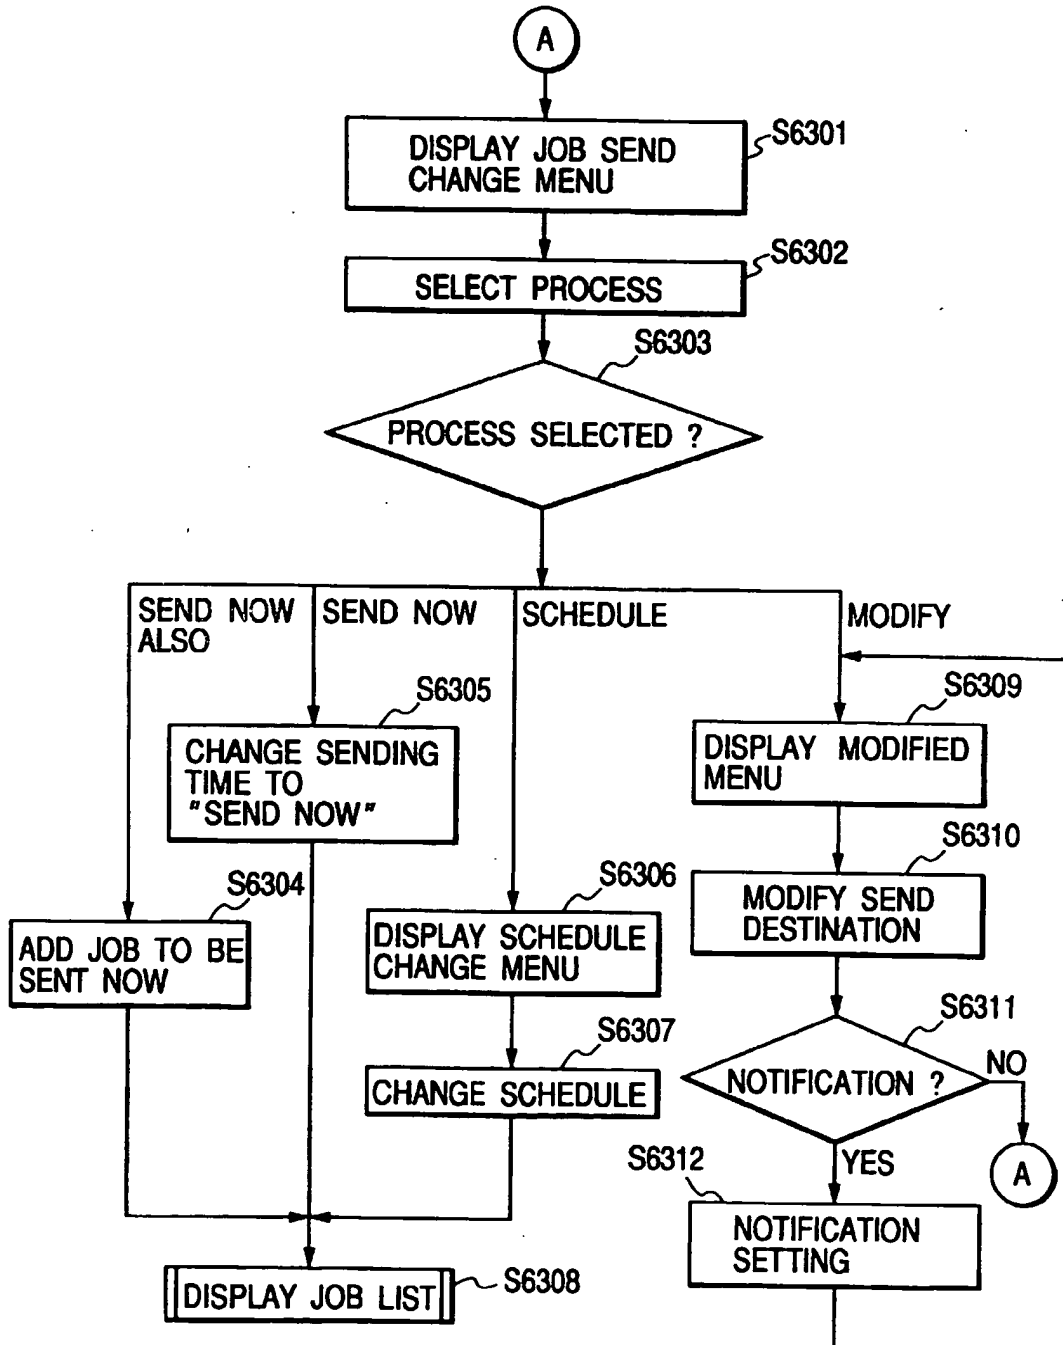 A
S6301
DISPLAY JOB SEND
CHANGE MENU
S6302
SELECT PROCESS
S6303
PROCESS SELECTED ?
SEND NOW
ALSO
SEND NOW
SCHEDULE
MODIFY
S6305
CHANGE SENDING
TIME TO
"SEND NOW"
S6309
DISPLAY MODIFIED
MENU
S6304
ADD JOB TO BE
SENT NOW
S6306
DISPLAY SCHEDULE
CHANGE MENU
S6310
MODIFY SEND
DESTINATION
S6307
CHANGE SCHEDULE
S6311
NOTIFICATION ?
NO
A
YES
S6312
NOTIFICATION
SETTING
DISPLAY JOB LIST
S6308